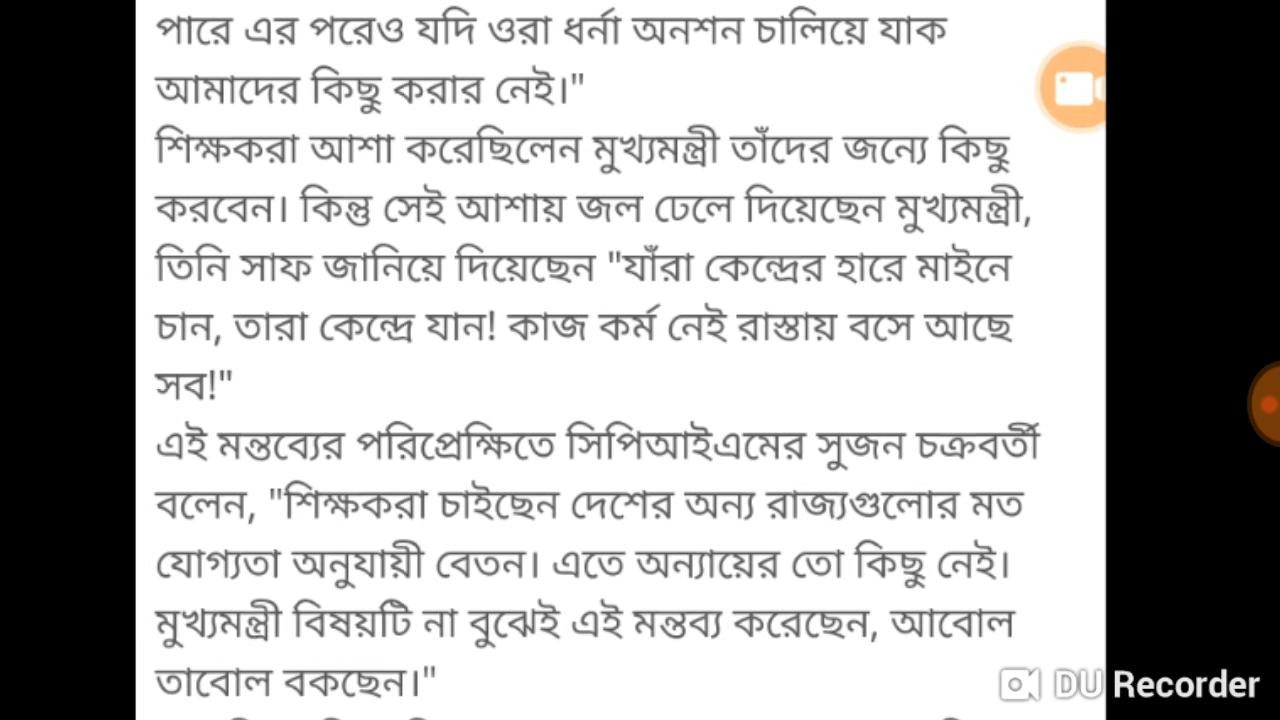 পারে এর পরেও যদি ওরা ধর্না অনশন চালিয়ে যাক
আমাদের কিছু করার নেই।"
শিক্ষকরা আশা করেছিলেন মুখ্যমন্ত্রী তাঁদের জন্যে কিছু
করবেন। কিন্তু সেই আশায় জল ঢেলে দিয়েছেন মুখ্যমন্ত্রী,
তিনি সাফ জানিয়ে দিয়েছেন "যাঁরা কেন্দ্রের হারে মাইনে
চান, তারা কেন্দ্রে যান! কাজ কর্ম নেই রাস্তায় বসে আছে
সব!"
এই মন্তব্যের পরিপ্রেক্ষিতে সিপিআইএমের সুজন চক্রবর্তী
বলেন, "শিক্ষকরা চাইছেন দেশের অন্য রাজ্যগুলোর মত
যোগ্যতা অনুযায়ী বেতন। এতে অন্যায়ের তো কিছু নেই।
মুখ্যমন্ত্রী বিষয়টি না বুঝেই এই মন্তব্য করেছেন, আবোল
তাবোল বকছেন।"
DU Recorder